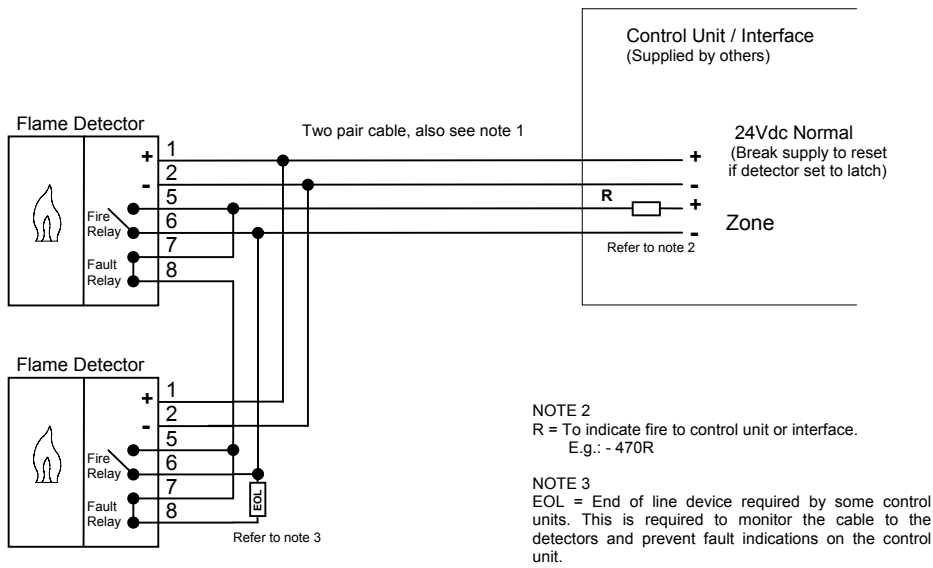 Control Unit / Interface
(Supplied by others)
Flame Detector
Two pair cable, also see note 1
24Vdc Normal
(Break supply to reset
if detector set to latch)
+
-
1
2
5
6
7
8
Fire
Relay
Fault
Relay
R
+
-
+
-
Zone
Refer to note 2
Flame Detector
+
-
1
2
5
6
7
8
Fire
Relay
Fault
Relay
EOL
Refer to note 3
NOTE 2
R = To indicate fire to control unit or interface.
E.g.: - 470R
NOTE 3
EOL = End of line device required by some control
units. This is required to monitor the cable to the
detectors and prevent fault indications on the control
unit.